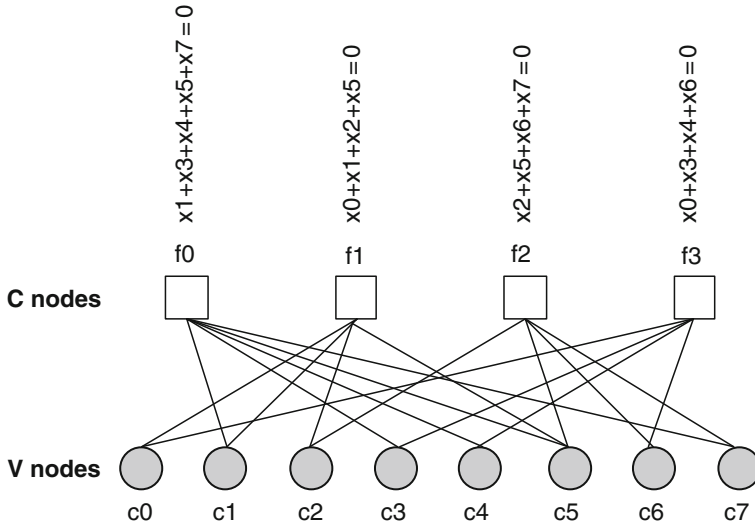 x1+x3+x4+x5+x7 = 0
x0+x1+x2+x5 = 0
x2+x5+x6+x7 = 0
x0+x3+x4+x6 = 0
f0 f1 f2 f3
C nodes
V nodes
c0 c1 c2 c3 c4 c5 c6 c7